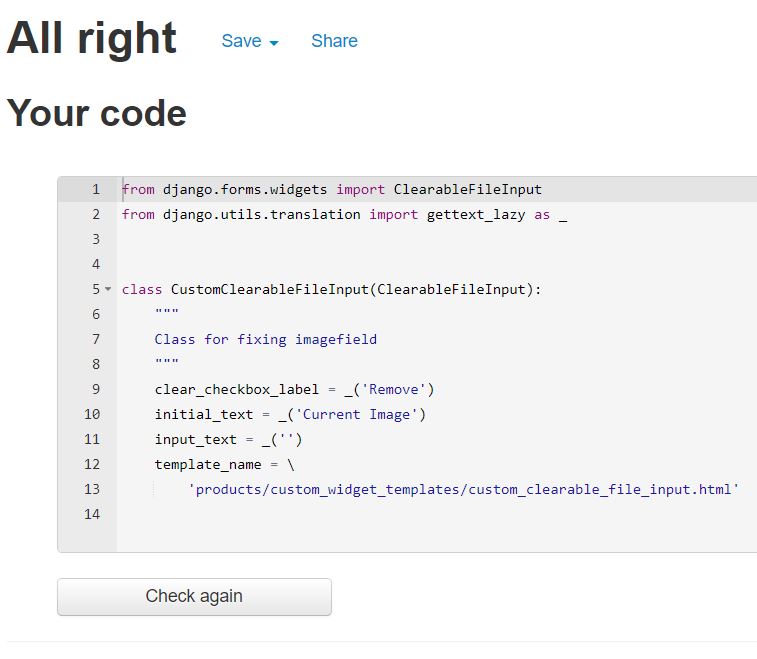 All right Save Share
Your code
1 from django.forms.widgets import ClearableFileInput
2 from django.utils.translation import gettext_lazy as _
3
4
5 class CustomClearableFileInput(ClearableFileInput):
6     """
7     Class for fixing imagefield
8     """
9     clear_checkbox_label = _('Remove')
10     initial_text = _('Current Image')
11     input_text = _('')
12     template_name = \
13         'products/custom_widget_templates/custom_clearable_file_input.html'
14
Check again